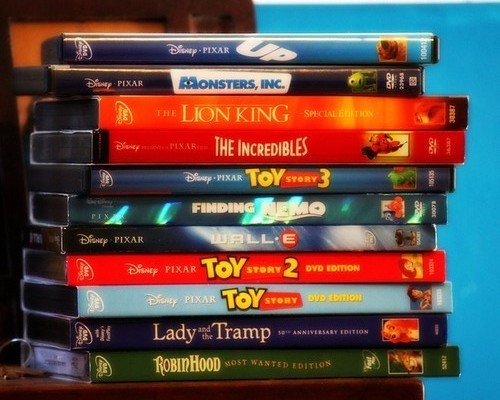 Disney · PIXAR UP
Disney · PIXAR MONSTERS, INC. DVD
THE LION KING SPECIAL EDITION
THE INCREDIBLES DVD
Disney · PIXAR TOY STORY 3
FINDING NEMO
Disney · PIXAR WALL·E
Disney PIXAR TOY STORY 2 DVD EDITION
Disney PIXAR TOY STORY DVD EDITION
Lady and the Tramp 50TH ANNIVERSARY EDITION
ROBIN HOOD MOST WANTED EDITION